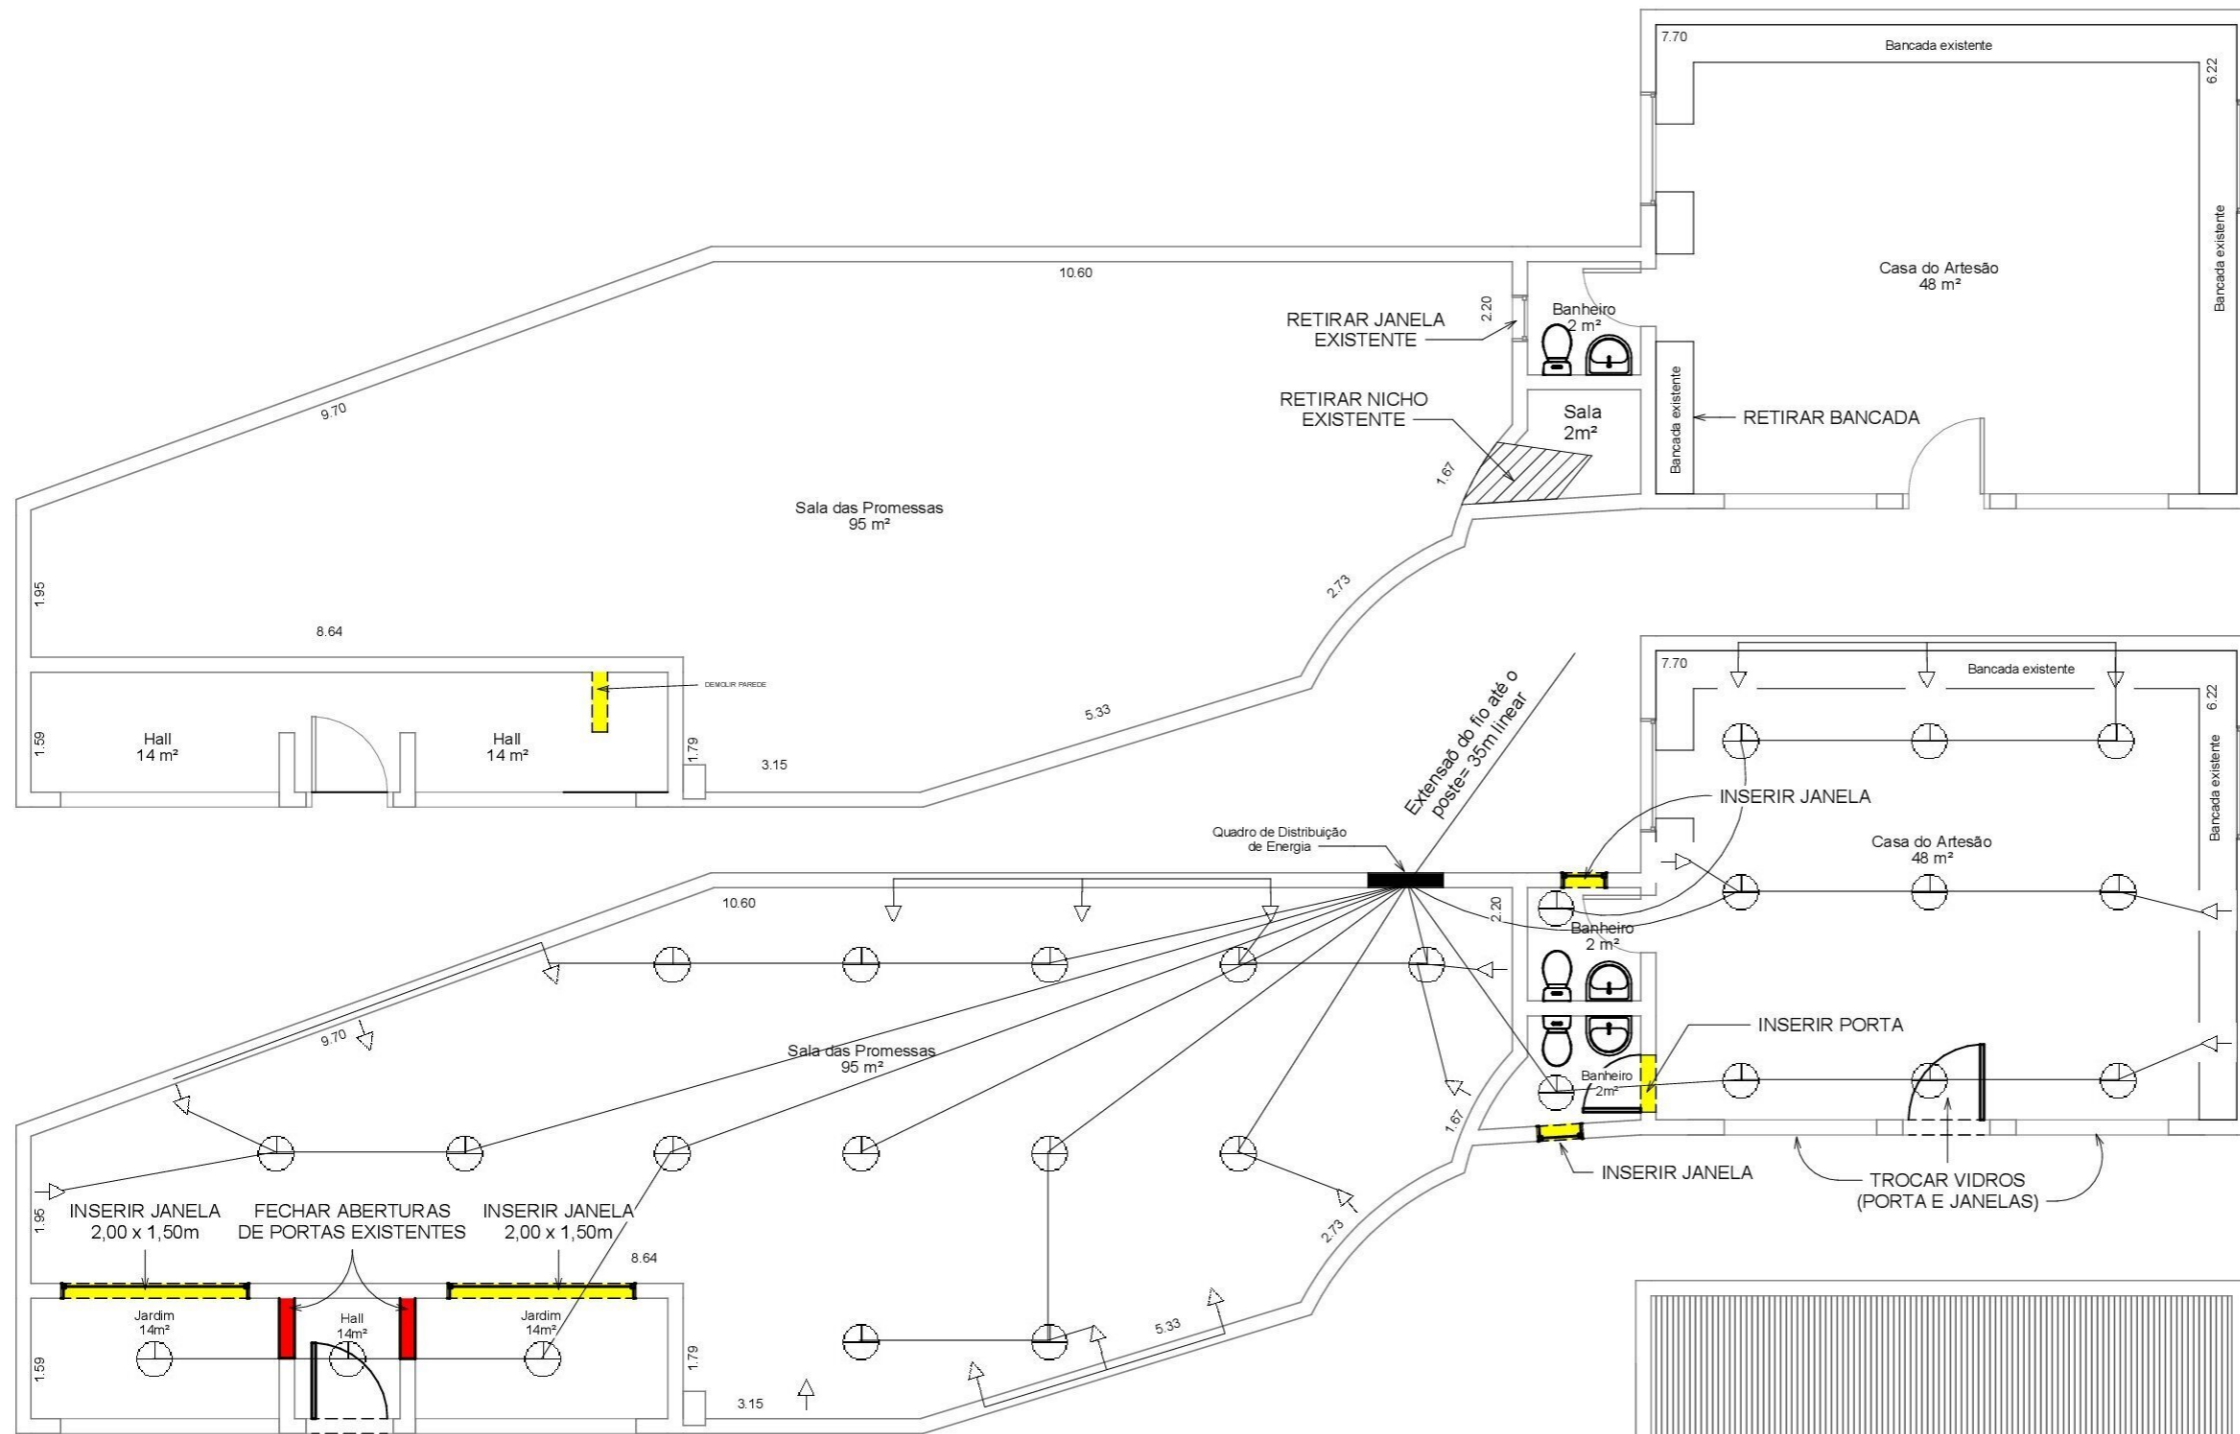 7.70
Bancada existente
6.22
Bancada existente
Casa do Artesão
48 m²
10.60
2.20
Banheiro
2 m²
RETIRAR JANELA
EXISTENTE
RETIRAR NICHO
EXISTENTE
Sala
2m²
Bancada existente
RETIRAR BANCADA
9.70
1.67
Sala das Promessas
95 m²
1.95
2.73
8.64
DEMOLIR PAREDE
5.33
Hall
14 m²
Hall
14 m²
1.59
1.79
3.15
Extensão do fio até o
poste= 35m linear
7.70
Bancada existente
6.22
Bancada existente
INSERIR JANELA
Quadro de Distribuição
de Energia
Casa do Artesão
48 m²
10.60
2.20
Banheiro
2 m²
9.70
Sala das Promessas
95 m²
INSERIR PORTA
Banheiro
2m²
1.67
INSERIR JANELA
TROCAR VIDROS
(PORTA E JANELAS)
1.95
INSERIR JANELA
2,00 x 1,50m
FECHAR ABERTURAS
DE PORTAS EXISTENTES
INSERIR JANELA
2,00 x 1,50m
2.73
8.64
Jardim
14m²
Hall
14m²
Jardim
14m²
5.33
1.59
1.79
3.15